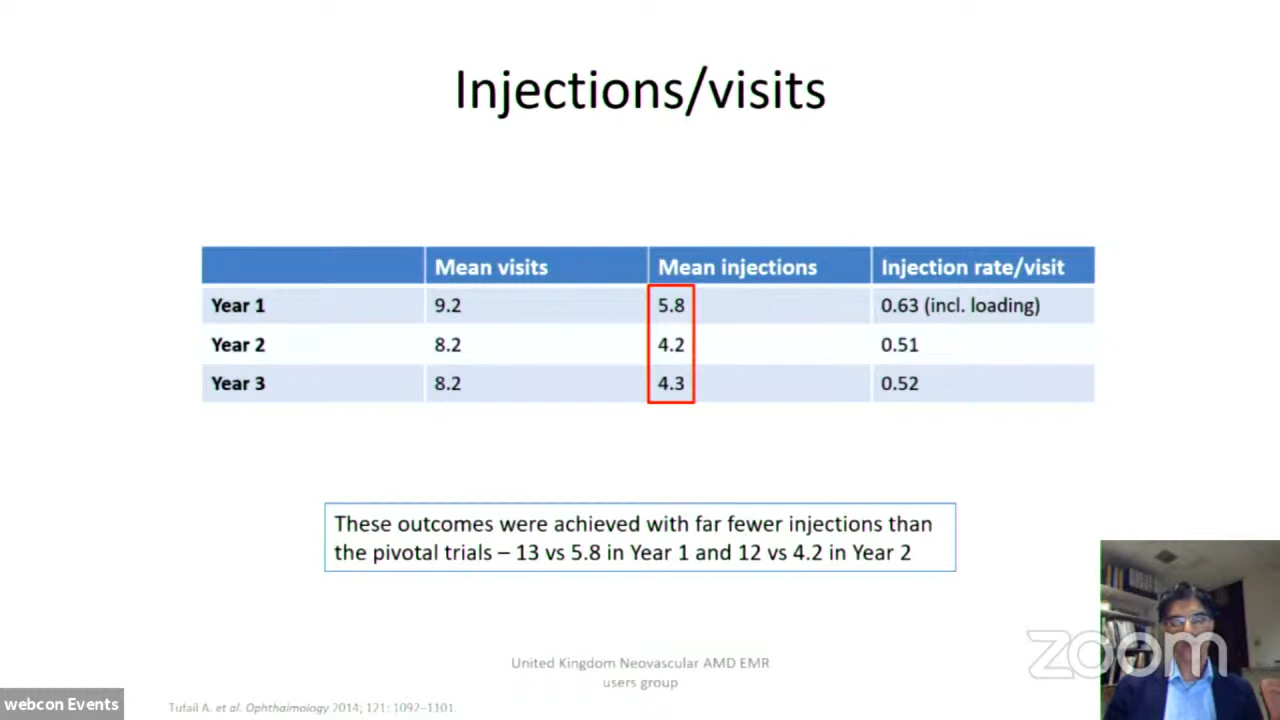 Injections/visits
Mean visits Mean injections Injection rate/visit
Year 1 9.2 5.8 0.63 (incl. loading)
Year 2 8.2 4.2 0.51
Year 3 8.2 4.3 0.52
These outcomes were achieved with far fewer injections than
the pivotal trials – 13 vs 5.8 in Year 1 and 12 vs 4.2 in Year 2
zoom
United Kingdom Neovascular AMD EMR
users group
webcon Events
Tufail A. et al. Ophthalmology 2014; 121: 1092–1101.